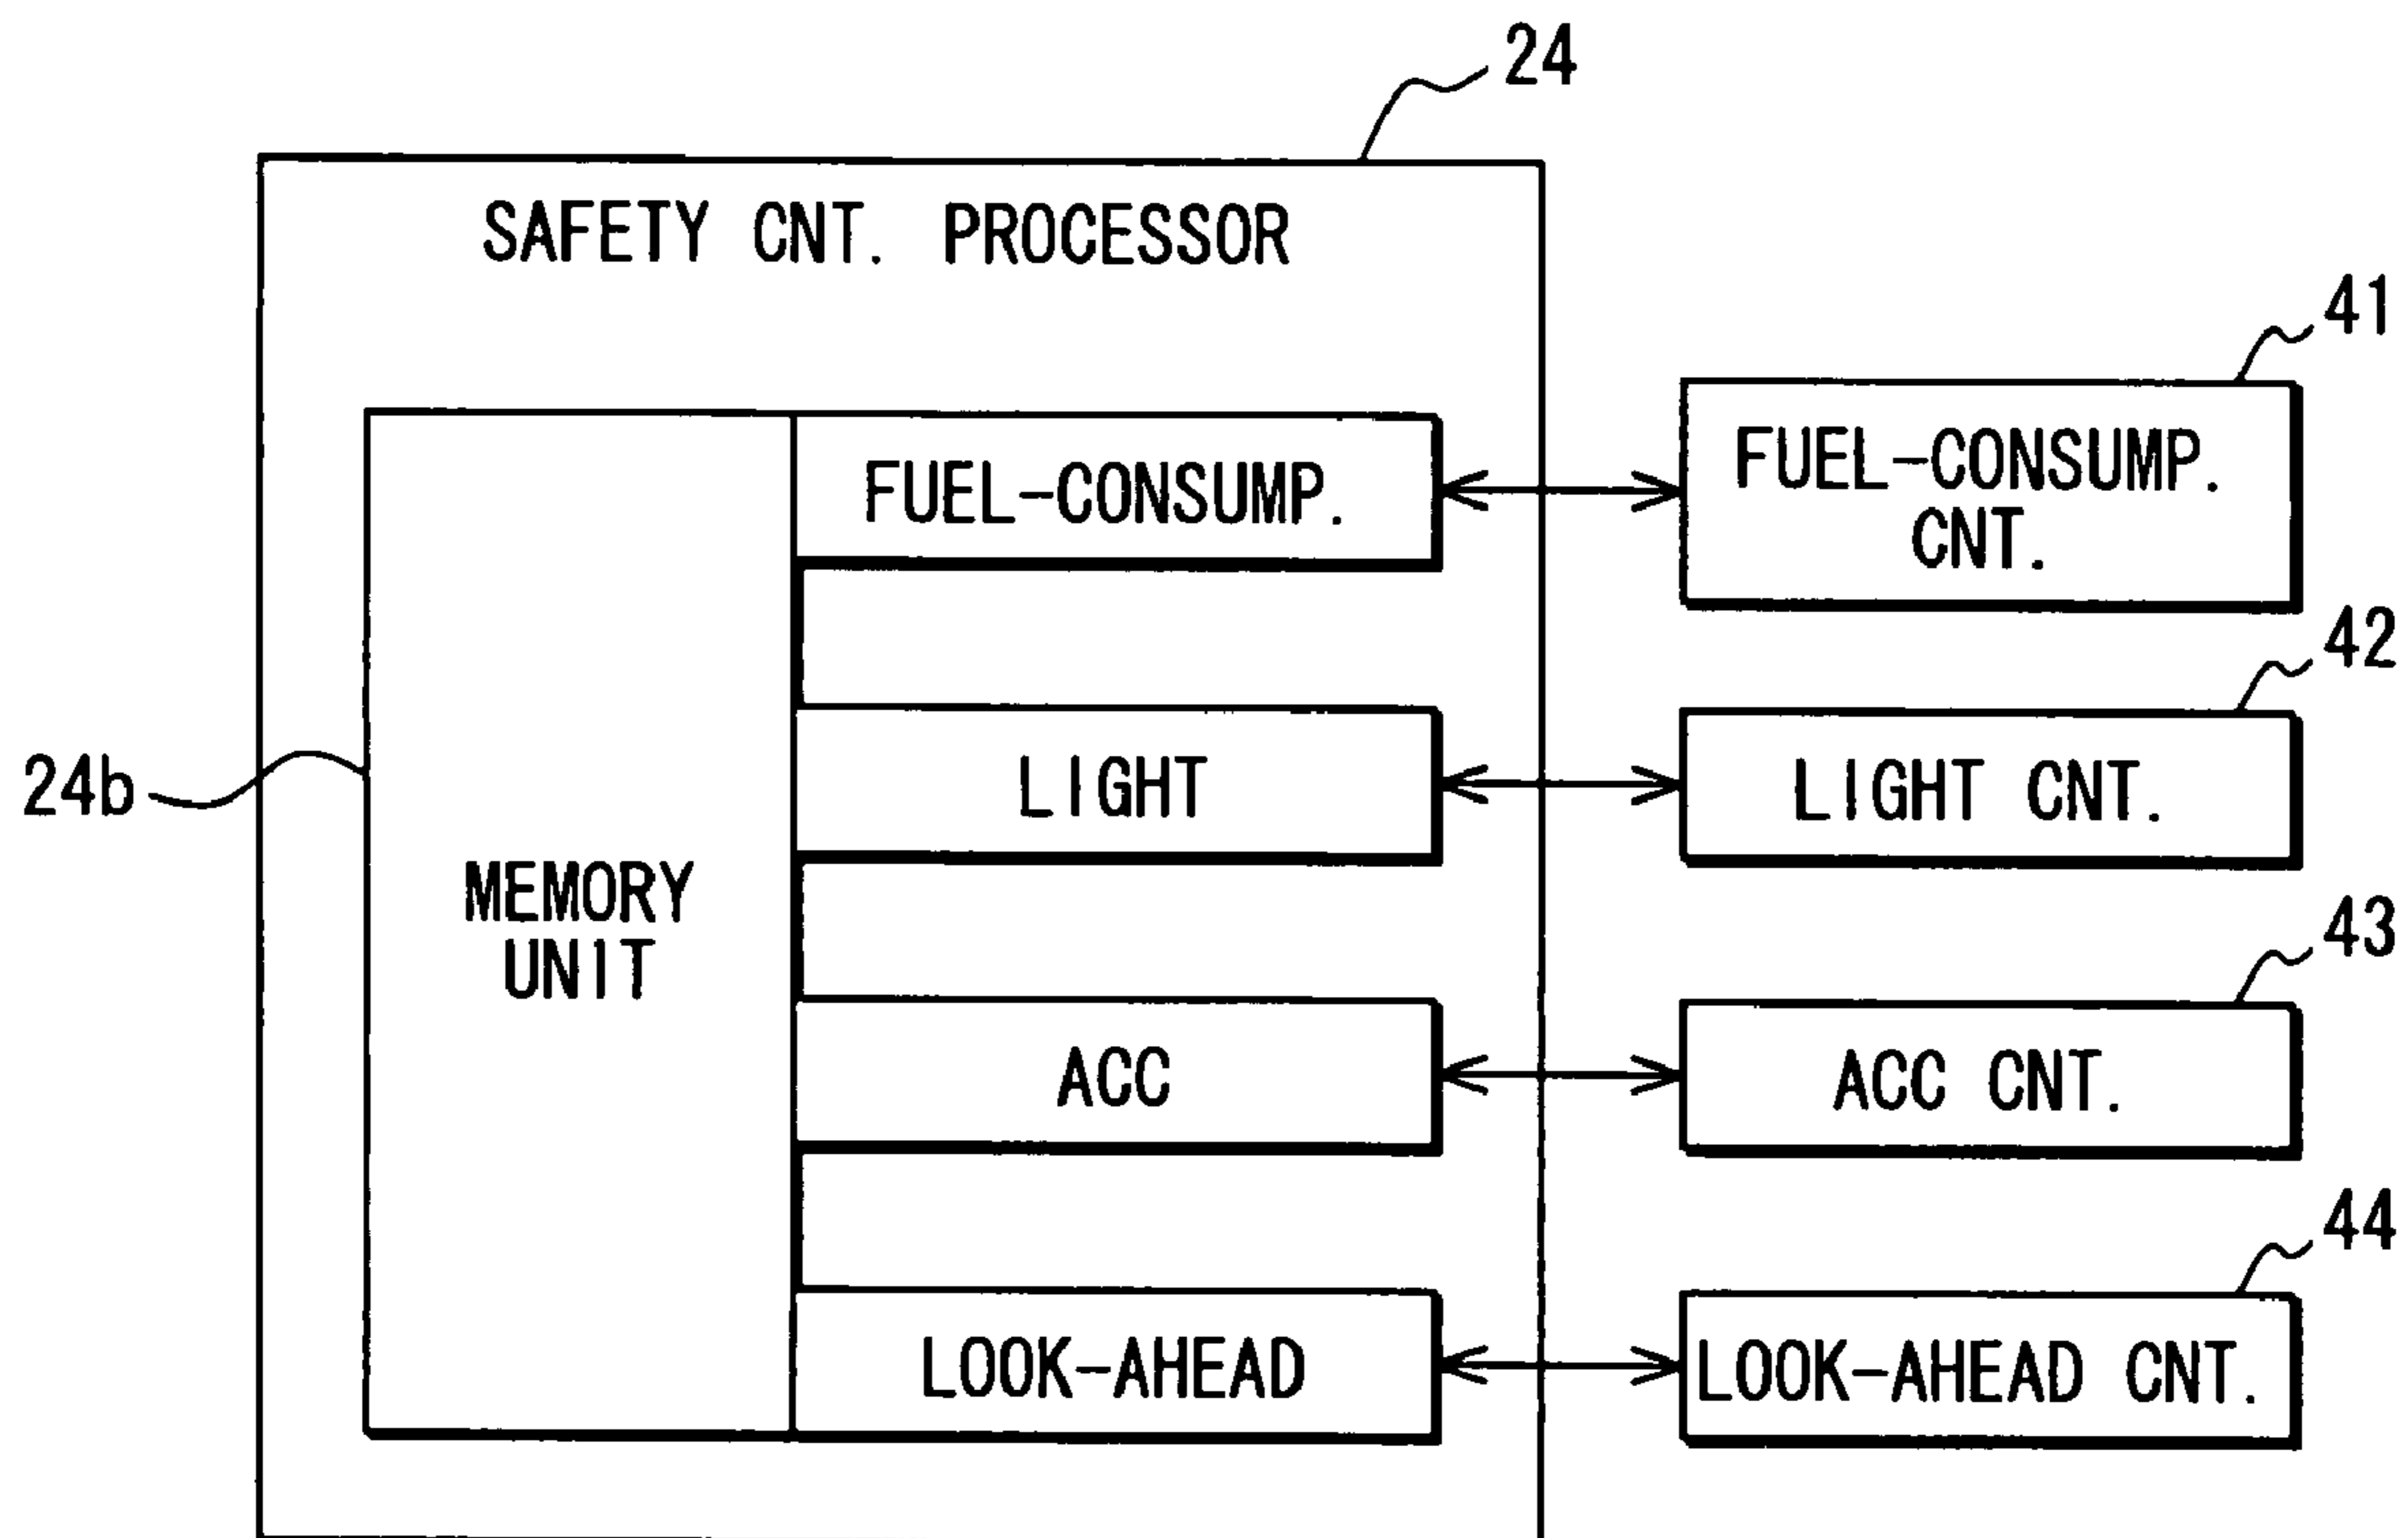 24
SAFETY CNT. PROCESSOR
41
FUEL-CONSUMP.
FUEL-CONSUMP.
CNT.
42
LIGHT
LIGHT CNT.
24b
MEMORY
UNIT
43
ACC
ACC CNT.
44
LOOK-AHEAD
LOOK-AHEAD CNT.